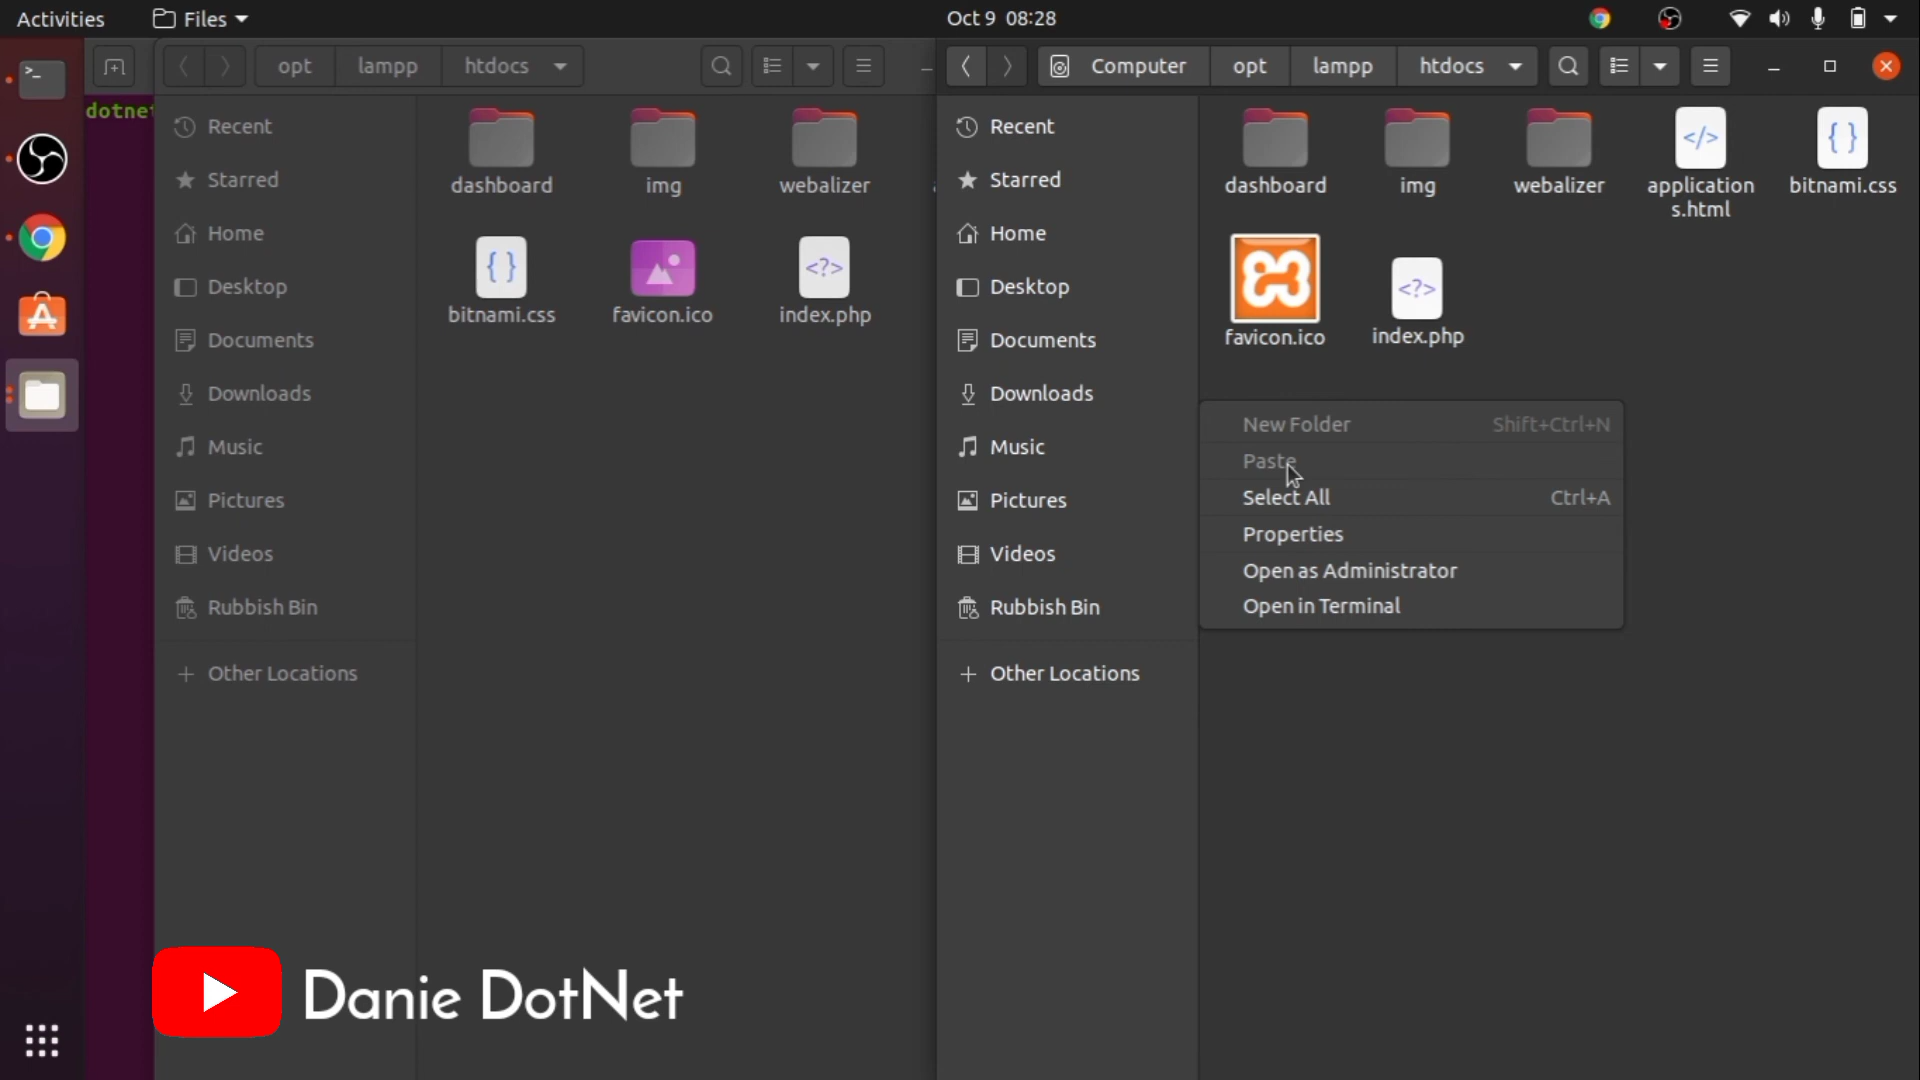 Activities
Files
Oct 9 08:28
opt
lampp
htdocs
Computer
opt
lampp
htdocs
dotnet
Recent
Starred
Home
Desktop
Documents
Downloads
Music
Pictures
Videos
Rubbish Bin
Other Locations
dashboard
img
webalizer
bitnami.css
favicon.ico
index.php
Recent
Starred
Home
Desktop
Documents
Downloads
Music
Pictures
Videos
Rubbish Bin
Other Locations
dashboard
img
webalizer
application
s.html
bitnami.css
favicon.ico
index.php
New Folder Shift+Ctrl+N
Paste
Select All Ctrl+A
Properties
Open as Administrator
Open in Terminal
Danie DotNet